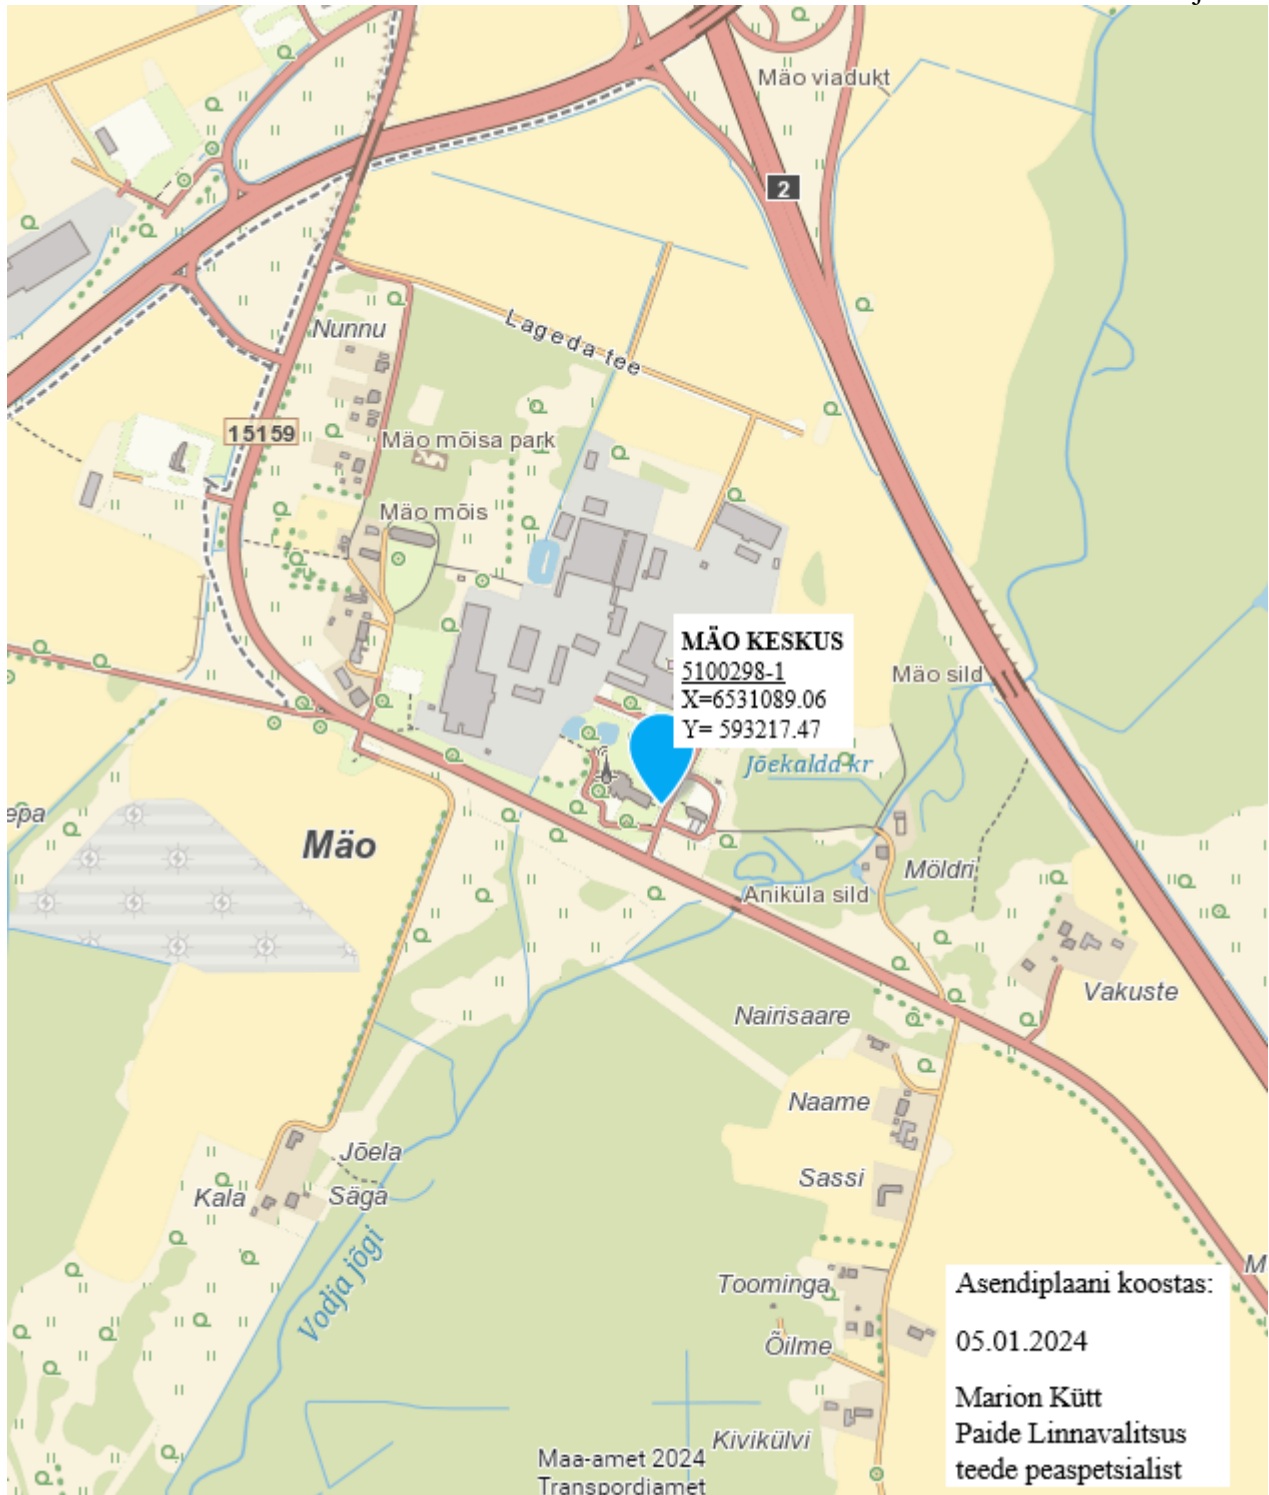 Mäo viadukt
2
Lageda tee
Nunnu
15159
Mäo mõisa park
Mäo mõis
MÄO KESKUS
5100298-1
X=6531089.06
Y= 593217.47
Mäo sild
Jõekalda kr
epa
Mäo
Möldri
Aniküla sild
Vakuste
Nairisaare
Naame
Jõela
Sassi
Kala
Säga
Vodja jõgi
M
Toominga
Õilme
Asendiplaani koostas:
05.01.2024
Marion Kütt
Paide Linnavalitsus
teede peaspetsialist
Kivikülvi
Maa-amet 2024
Transpordiamet